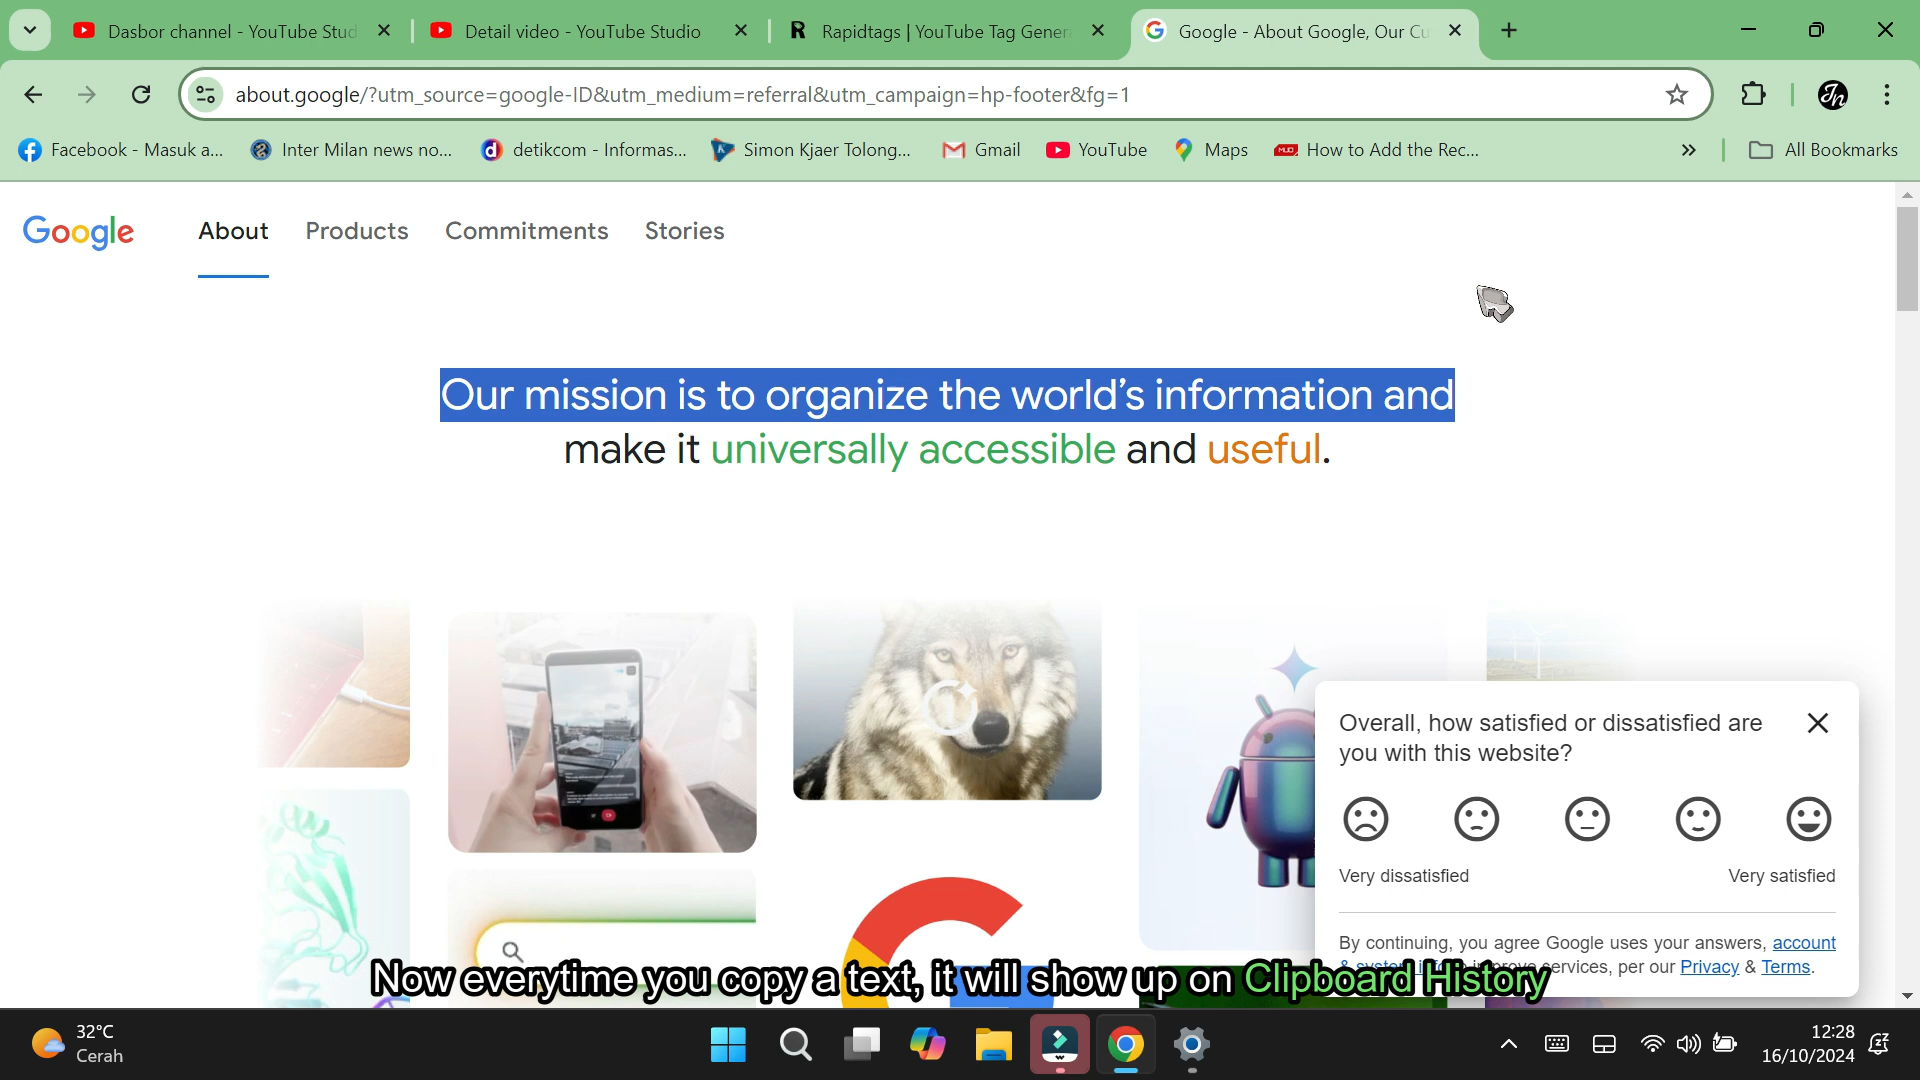 Dasbor channel - YouTube Stud
Detail video - YouTube Studio
Rapidtags | YouTube Tag Gener
Google - About Google, Our Cu
about.google/?utm_source=google-ID&utm_medium=referral&utm_campaign=hp-footer&fg=1
Facebook - Masuk a...
Inter Milan news no...
detikcom - Informas...
Simon Kjaer Tolong...
Gmail
YouTube
Maps
How to Add the Rec...
All Bookmarks
Google
About
Products
Commitments
Stories
Our mission is to organize the world's information and
make it universally accessible and useful.
Overall, how satisfied or dissatisfied are
you with this website?
Very dissatisfied
Very satisfied
By continuing, you agree Google uses your answers, account
& system info to improve services, per our Privacy & Terms.
Now everytime you copy a text, it will show up on Clipboard History
32°C
Cerah
12:28
16/10/2024